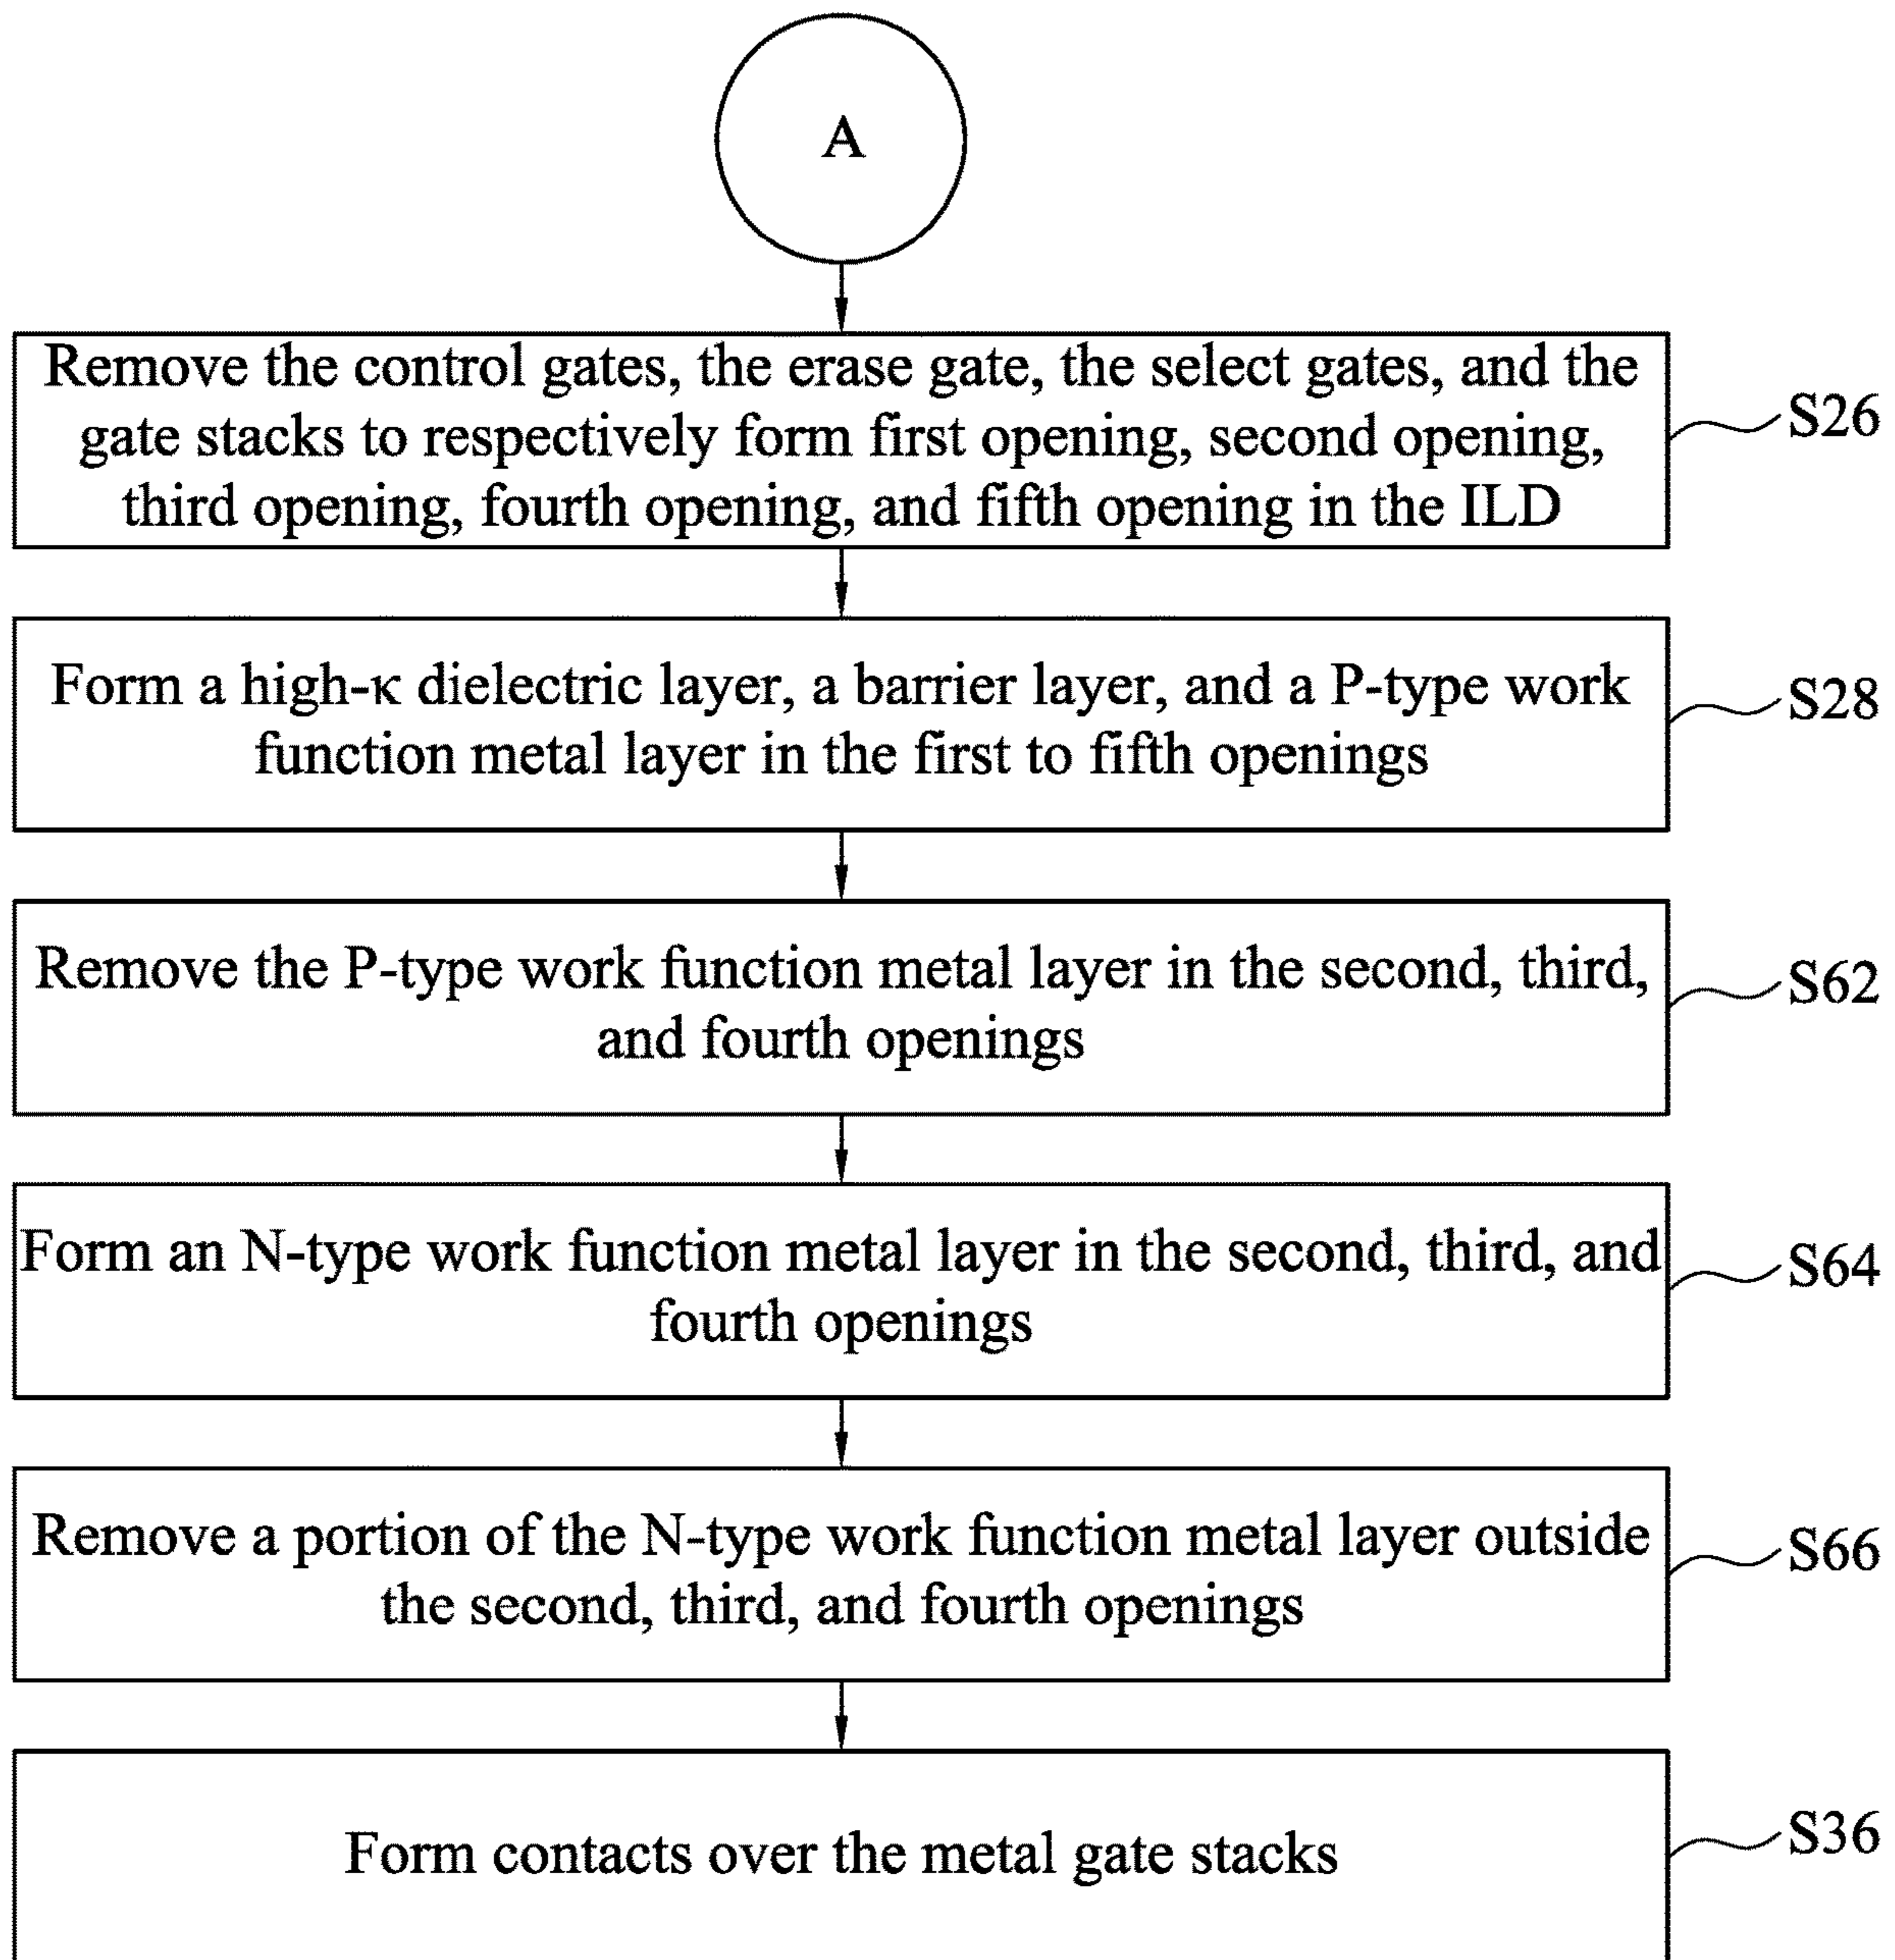 A
Remove the control gates, the erase gate, the select gates, and the
gate stacks to respectively form first opening, second opening,
third opening, fourth opening, and fifth opening in the ILD
S26
Form a high-κ dielectric layer, a barrier layer, and a P-type work
function metal layer in the first to fifth openings
S28
Remove the P-type work function metal layer in the second, third,
and fourth openings
S62
Form an N-type work function metal layer in the second, third, and
fourth openings
S64
Remove a portion of the N-type work function metal layer outside
the second, third, and fourth openings
S66
Form contacts over the metal gate stacks
S36